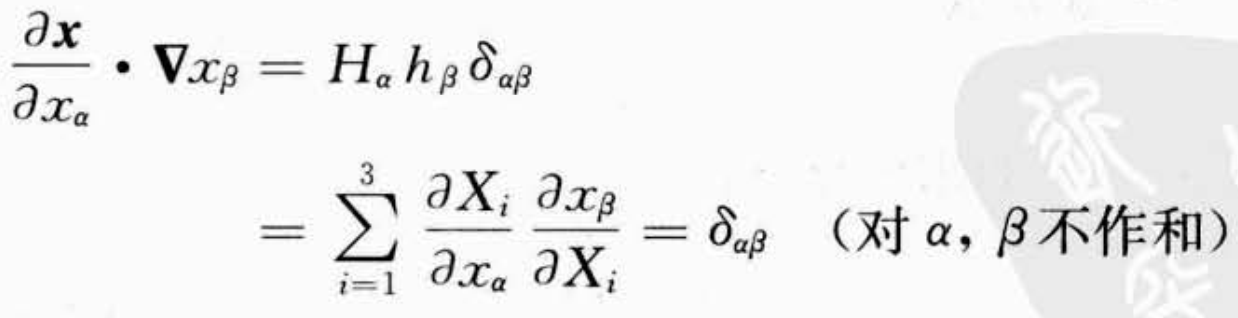 ∂x/∂x_α · ∇x_β = H_α h_β δ_αβ
= ∑_{i=1}^{3} ∂X_i/∂x_α ∂x_β/∂X_i = δ_αβ （对 α, β 不作和）